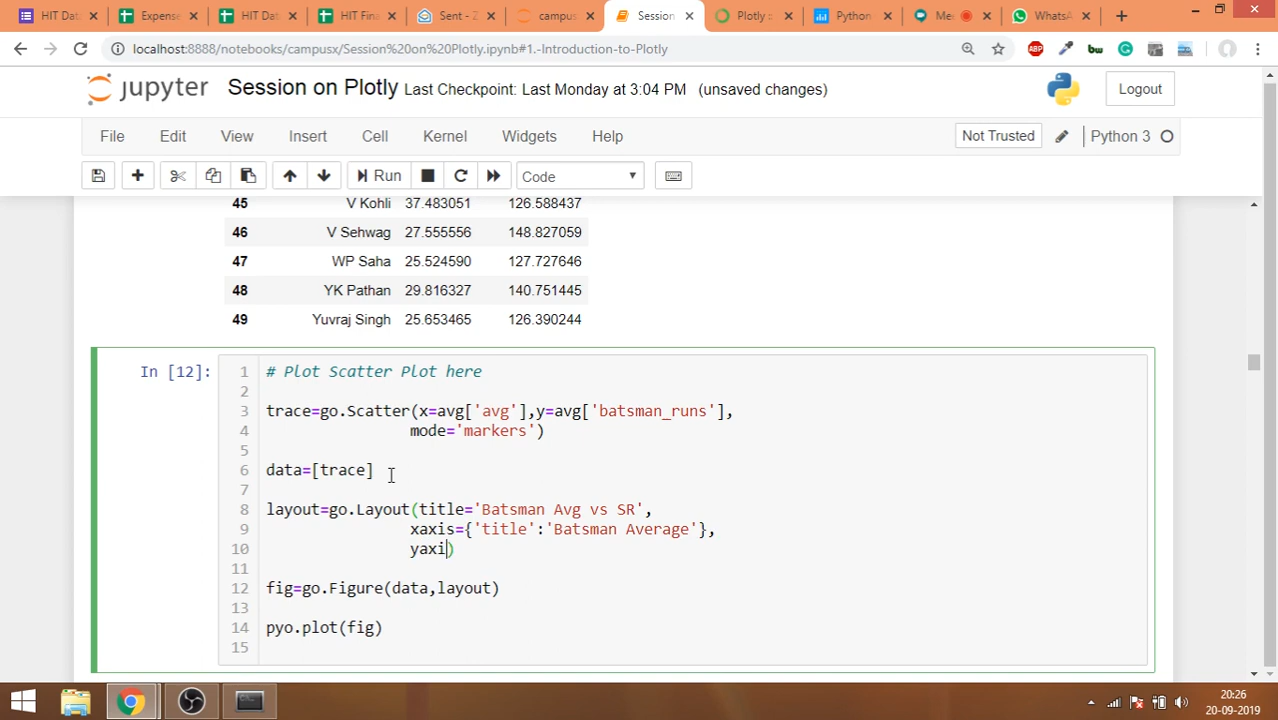 HIT Dat
Expense
HIT Dat
HIT Fina
Sent - Z
campus
Session
Plotly
Python
Me
WhatsA
localhost:8888/notebooks/campusx/Session%20on%20Plotly.ipynb#1.-Introduction-to-Plotly
ABP
bw
jupyter Session on Plotly Last Checkpoint: Last Monday at 3:04 PM (unsaved changes)
Logout
File Edit View Insert Cell Kernel Widgets Help
Not Trusted
Python 3
Run
Code
45 V Kohli 37.483051 126.588437
46 V Sehwag 27.555556 148.827059
47 WP Saha 25.524590 127.727646
48 YK Pathan 29.816327 140.751445
49 Yuvraj Singh 25.653465 126.390244
In [12]:
1 # Plot Scatter Plot here
2
3 trace=go.Scatter(x=avg['avg'],y=avg['batsman_runs'],
4 mode='markers')
5
6 data=[trace]
7
8 layout=go.Layout(title='Batsman Avg vs SR',
9 xaxis={'title':'Batsman Average'},
10 yaxi)
11
12 fig=go.Figure(data,layout)
13
14 pyo.plot(fig)
15
20:26
20-09-2019